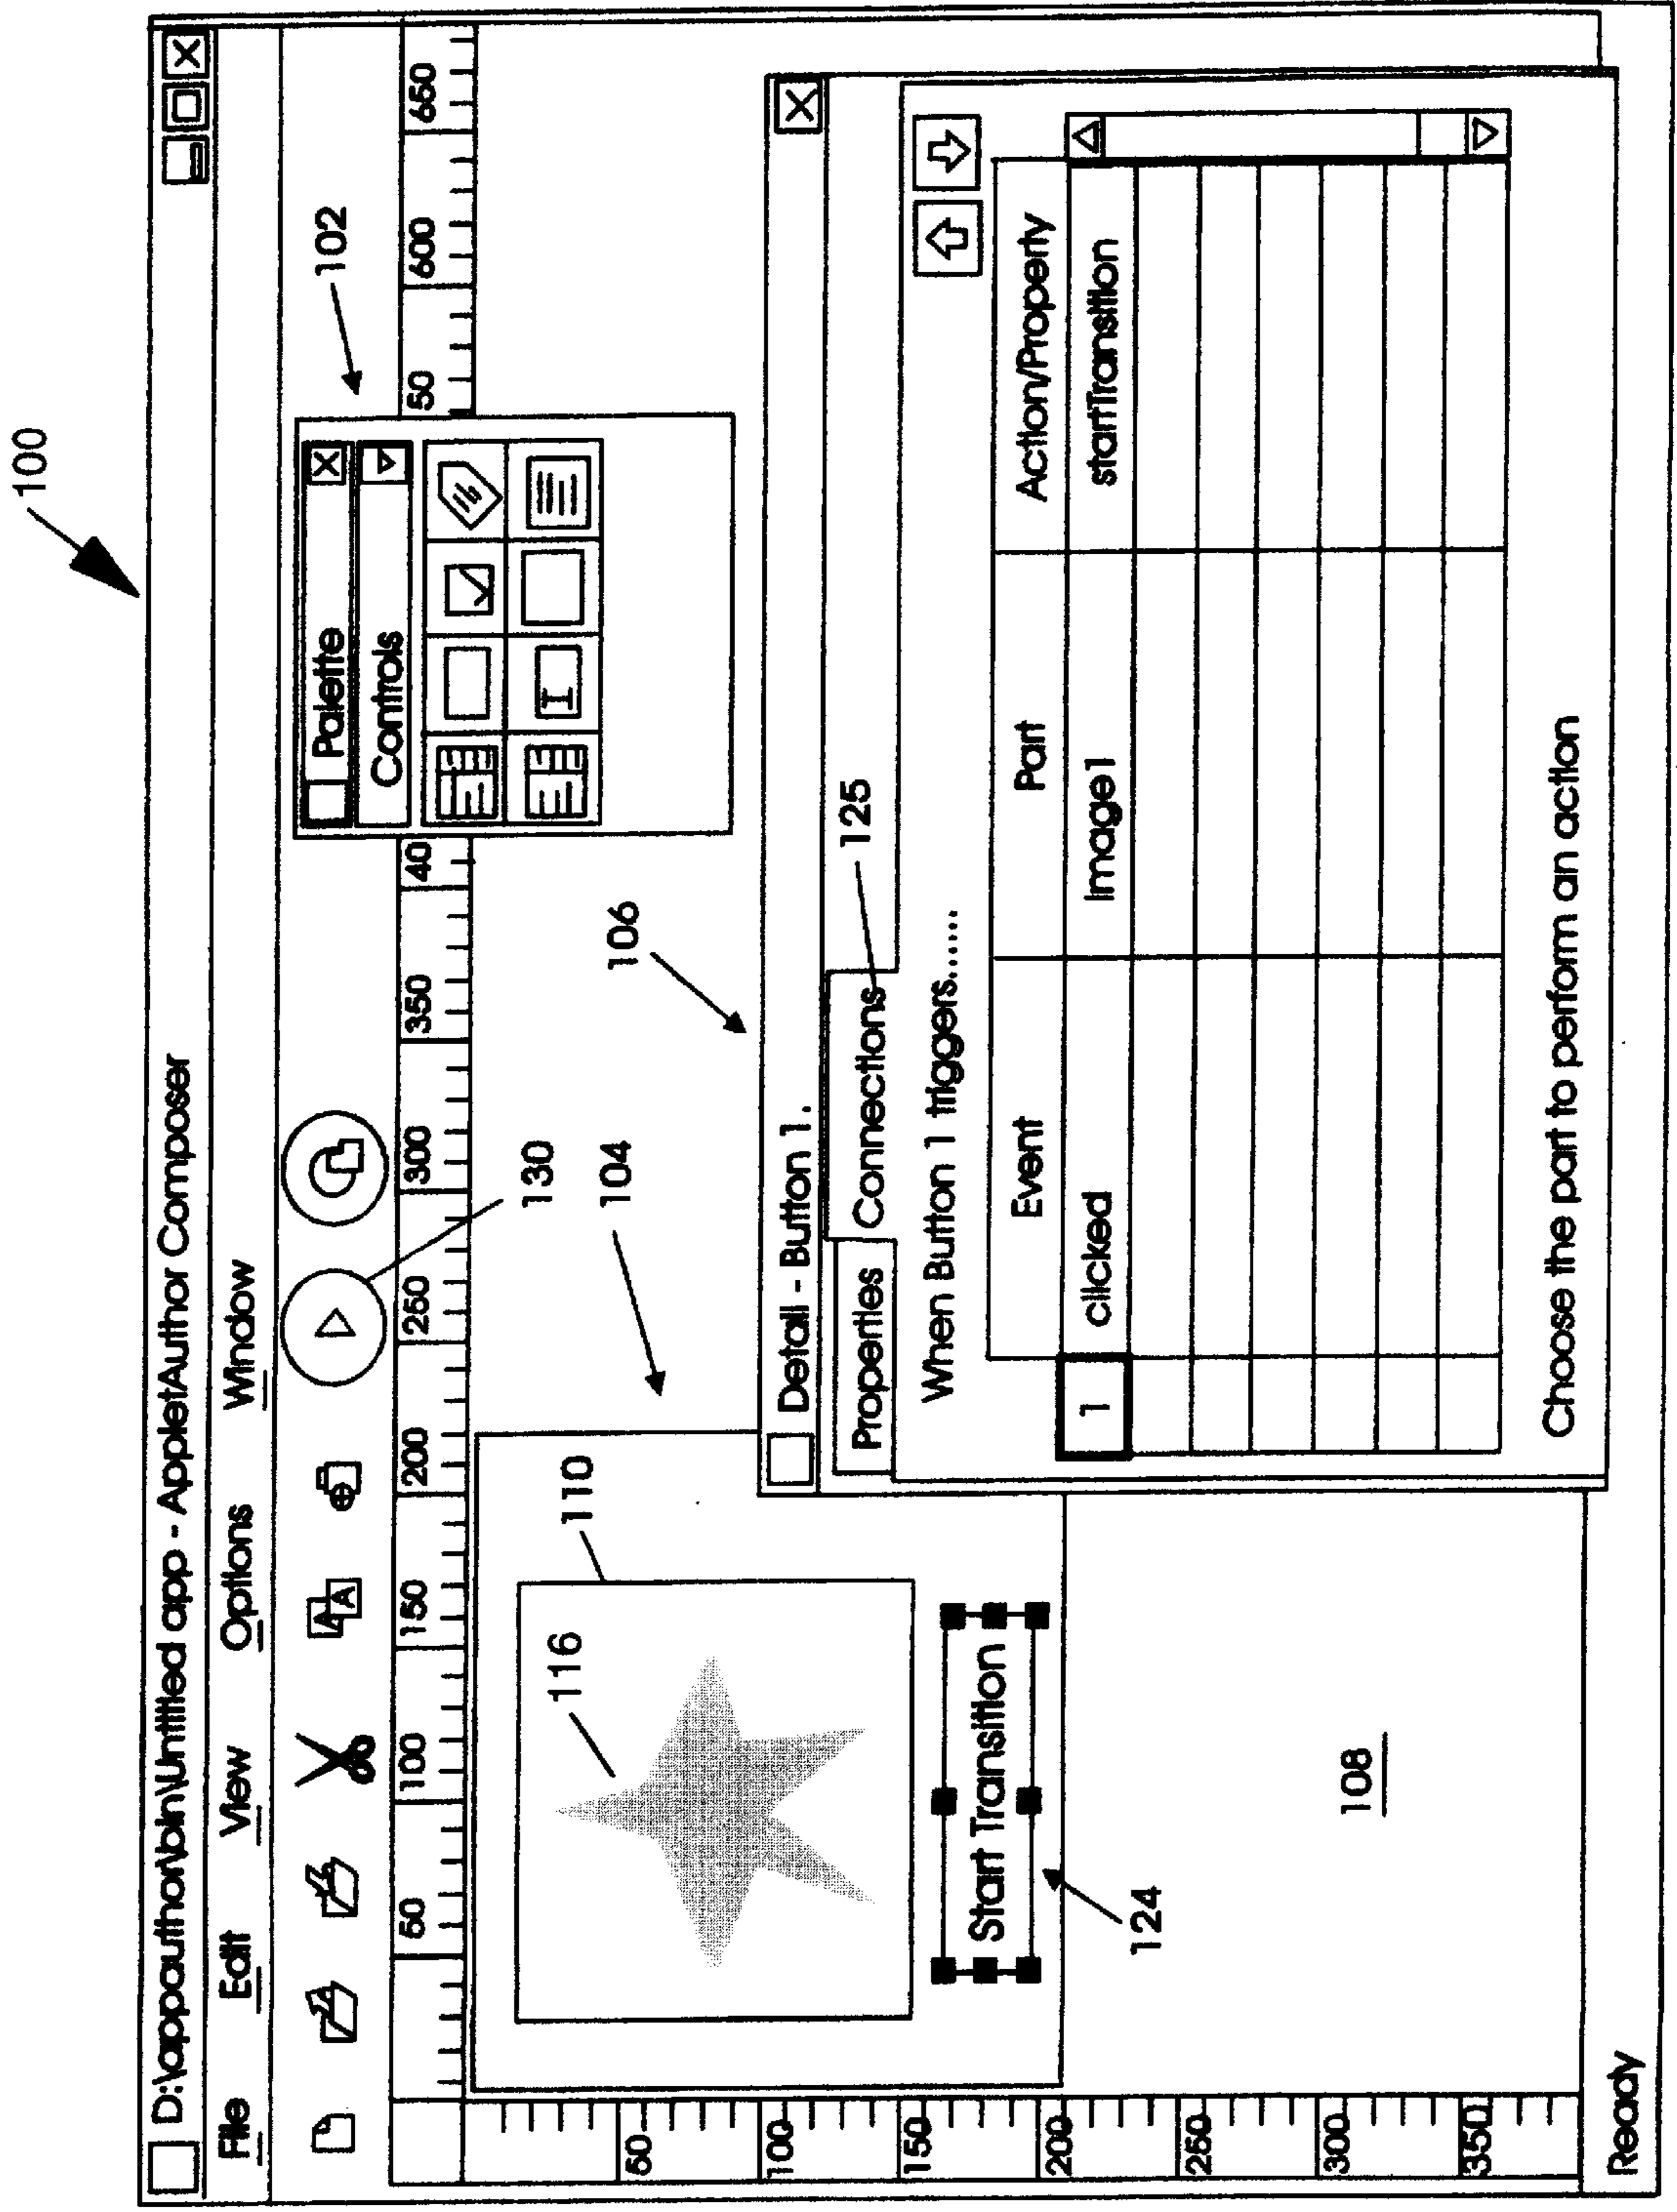 100
D:\appauthor\bin\Untitled app - AppletAuthor Composer
File Edit View Options Window
102
Palette
Controls
50 100 150 200 250 300 350 40 50 600 650
130
104
106
110
116
Start Transition
124
108
50
100
150
200
250
300
350
Detail - Button 1.
Properties Connections
125
When Button 1 triggers......
Event Part Action/Property
1 clicked Image1 startTransition
Choose the part to perform an action
Ready